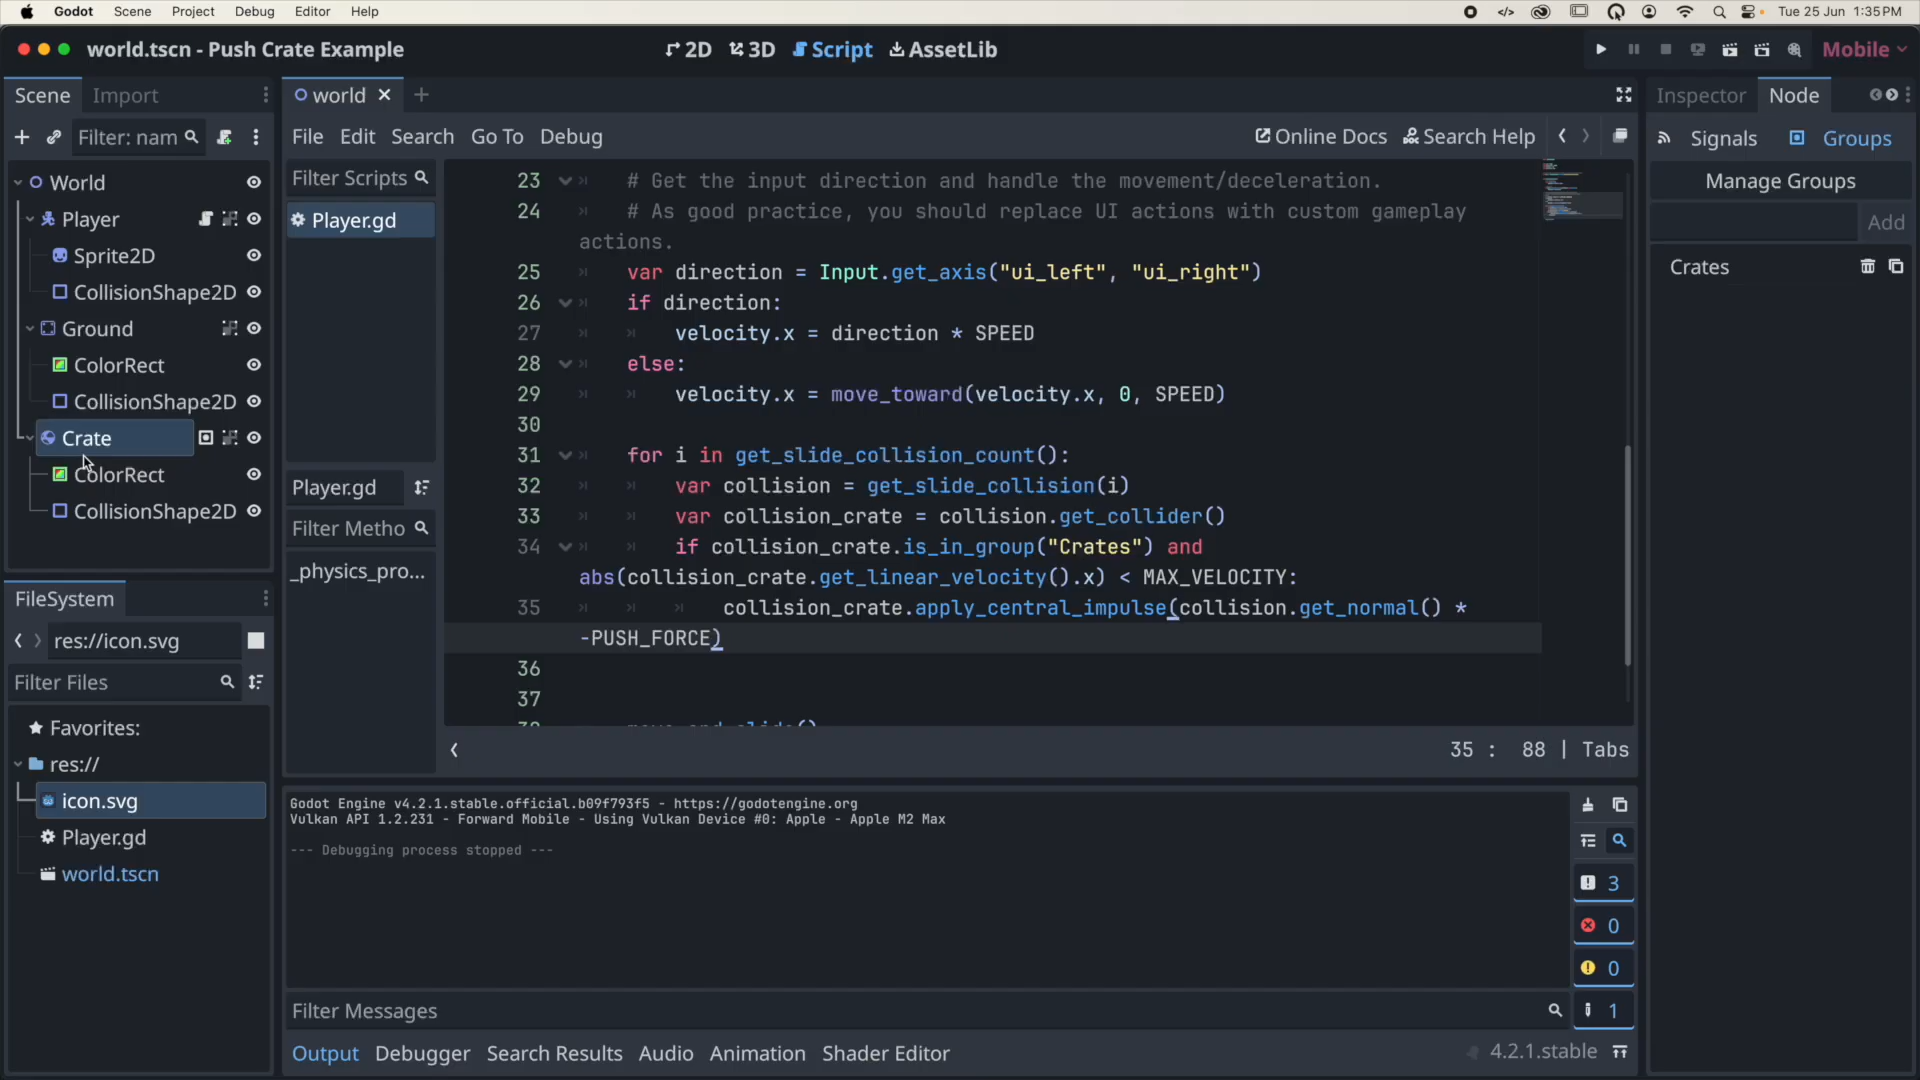 Godot Scene Project Debug Editor Help
Tue 25 Jun 1:35PM
world.tscn - Push Crate Example
2D 3D Script AssetLib
Mobile
Scene Import
Filter: nam
World
Player
Sprite2D
CollisionShape2D
Ground
ColorRect
CollisionShape2D
Crate
ColorRect
CollisionShape2D
FileSystem
res://icon.svg
Filter Files
Favorites:
res://
icon.svg
Player.gd
world.tscn
world
File Edit Search Go To Debug
Online Docs Search Help
Filter Scripts
Player.gd
Player.gd
Filter Metho
_physics_pro...
23 # Get the input direction and handle the movement/deceleration.
24 # As good practice, you should replace UI actions with custom gameplay
actions.
25 var direction = Input.get_axis("ui_left", "ui_right")
26 if direction:
27 velocity.x = direction * SPEED
28 else:
29 velocity.x = move_toward(velocity.x, 0, SPEED)
30
31 for i in get_slide_collision_count():
32 var collision = get_slide_collision(i)
33 var collision_crate = collision.get_collider()
34 if collision_crate.is_in_group("Crates") and
abs(collision_crate.get_linear_velocity().x) < MAX_VELOCITY:
35 collision_crate.apply_central_impulse(collision.get_normal() *
-PUSH_FORCE)
36
37
35 : 88 | Tabs
Godot Engine v4.2.1.stable.official.b09f793f5 - https://godotengine.org
Vulkan API 1.2.231 - Forward Mobile - Using Vulkan Device #0: Apple - Apple M2 Max
--- Debugging process stopped ---
3
0
0
1
Filter Messages
Output Debugger Search Results Audio Animation Shader Editor
4.2.1.stable
Inspector Node
Signals Groups
Manage Groups
Add
Crates